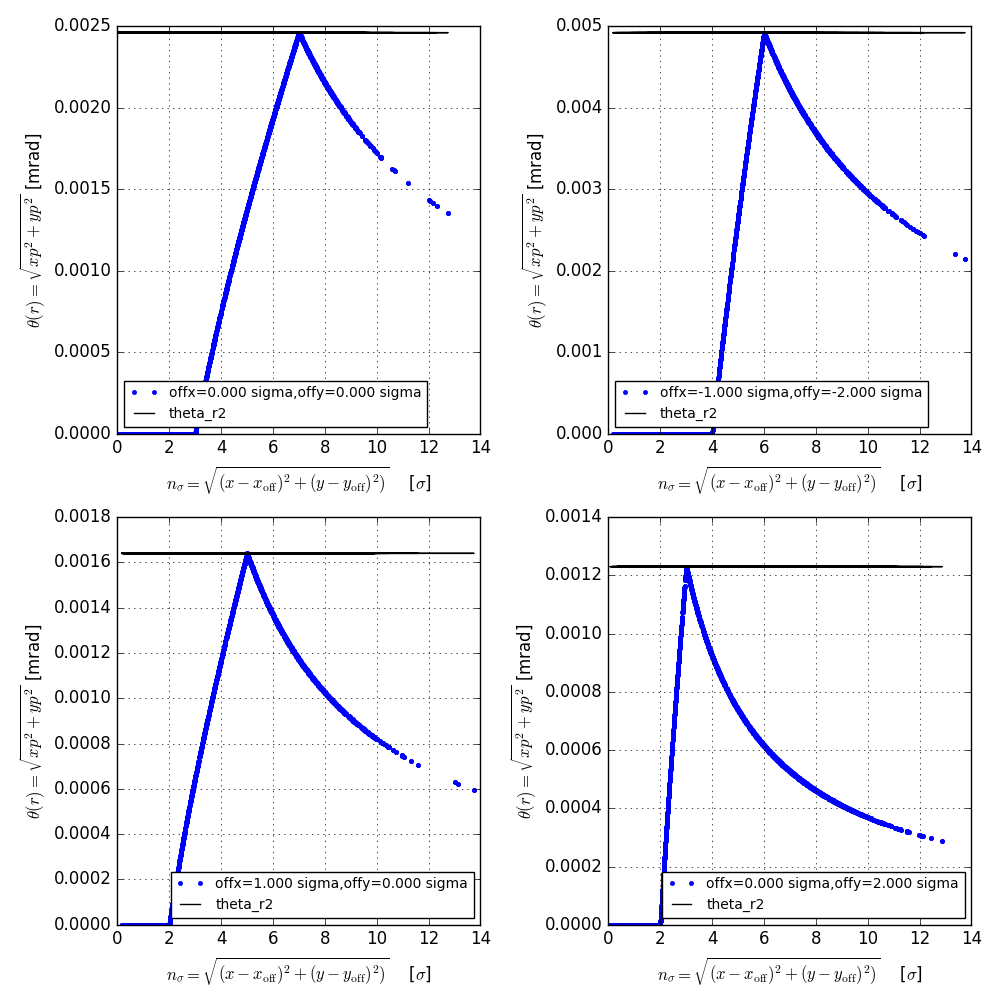 0.0025
0.0020
0.0015
0.0010
0.0005
0.0000
0 2 4 6 8 10 12 14
θ(r) = √(xp² + yp²) [mrad]
offx=0.000 sigma,offy=0.000 sigma
theta_r2
n_σ = √((x − x_off)² + (y − y_off)²) [σ]
0.005
0.004
0.003
0.002
0.001
0.000
0 2 4 6 8 10 12 14
θ(r) = √(xp² + yp²) [mrad]
offx=-1.000 sigma,offy=-2.000 sigma
theta_r2
n_σ = √((x − x_off)² + (y − y_off)²) [σ]
0.0018
0.0016
0.0014
0.0012
0.0010
0.0008
0.0006
0.0004
0.0002
0.0000
0 2 4 6 8 10 12 14
θ(r) = √(xp² + yp²) [mrad]
offx=1.000 sigma,offy=0.000 sigma
theta_r2
n_σ = √((x − x_off)² + (y − y_off)²) [σ]
0.0014
0.0012
0.0010
0.0008
0.0006
0.0004
0.0002
0.0000
0 2 4 6 8 10 12 14
θ(r) = √(xp² + yp²) [mrad]
offx=0.000 sigma,offy=2.000 sigma
theta_r2
n_σ = √((x − x_off)² + (y − y_off)²) [σ]